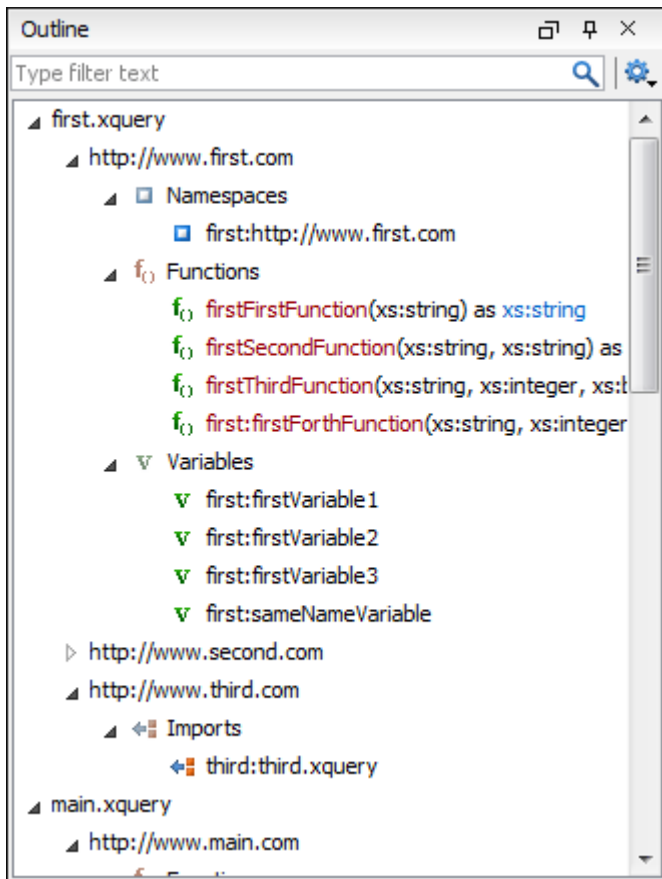 Outline
Type filter text
first.xquery
http://www.first.com
Namespaces
first:http://www.first.com
Functions
firstFirstFunction(xs:string) as xs:string
firstSecondFunction(xs:string, xs:string) as
firstThirdFunction(xs:string, xs:integer, xs:b
first:firstForthFunction(xs:string, xs:integer
Variables
first:firstVariable1
first:firstVariable2
first:firstVariable3
first:sameNameVariable
http://www.second.com
http://www.third.com
Imports
third:third.xquery
main.xquery
http://www.main.com